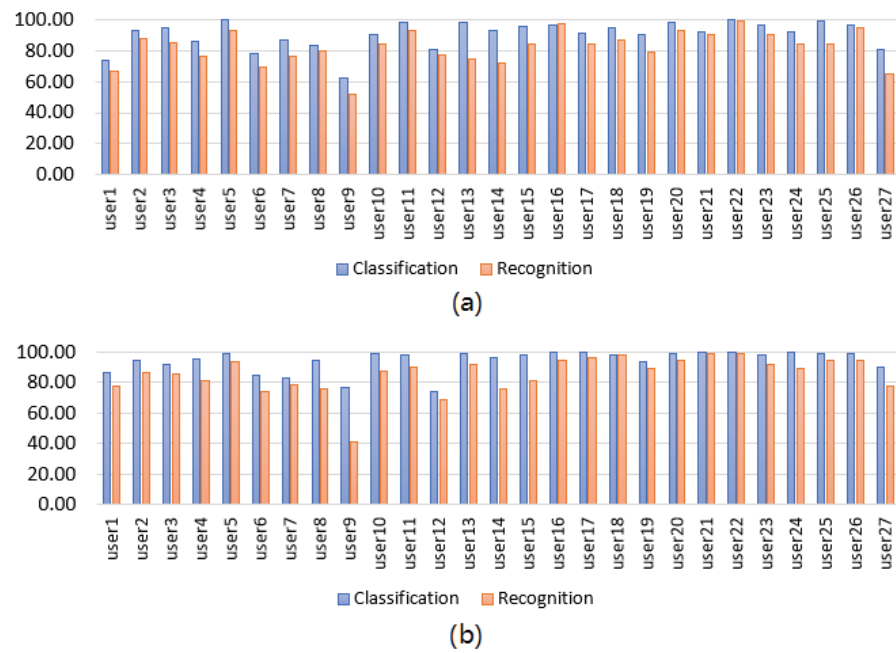 100.00
80.00
60.00
40.00
20.00
0.00
user1 user2 user3 user4 user5 user6 user7 user8 user9 user10 user11 user12 user13 user14 user15 user16 user17 user18 user19 user20 user21 user22 user23 user24 user25 user26 user27
Classification Recognition
(a)
100.00
80.00
60.00
40.00
20.00
0.00
user1 user2 user3 user4 user5 user6 user7 user8 user9 user10 user11 user12 user13 user14 user15 user16 user17 user18 user19 user20 user21 user22 user23 user24 user25 user26 user27
Classification Recognition
(b)